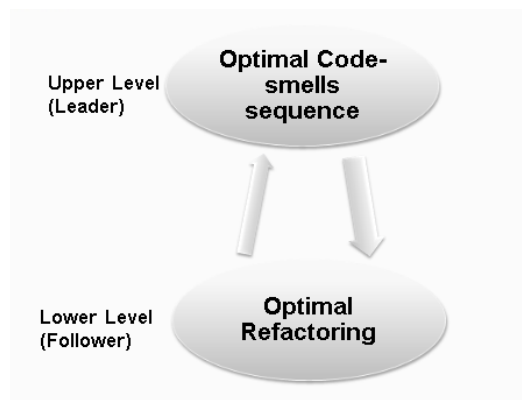 Optimal Code-
smells
sequence
Upper Level
(Leader)
Optimal
Refactoring
Lower Level
(Follower)